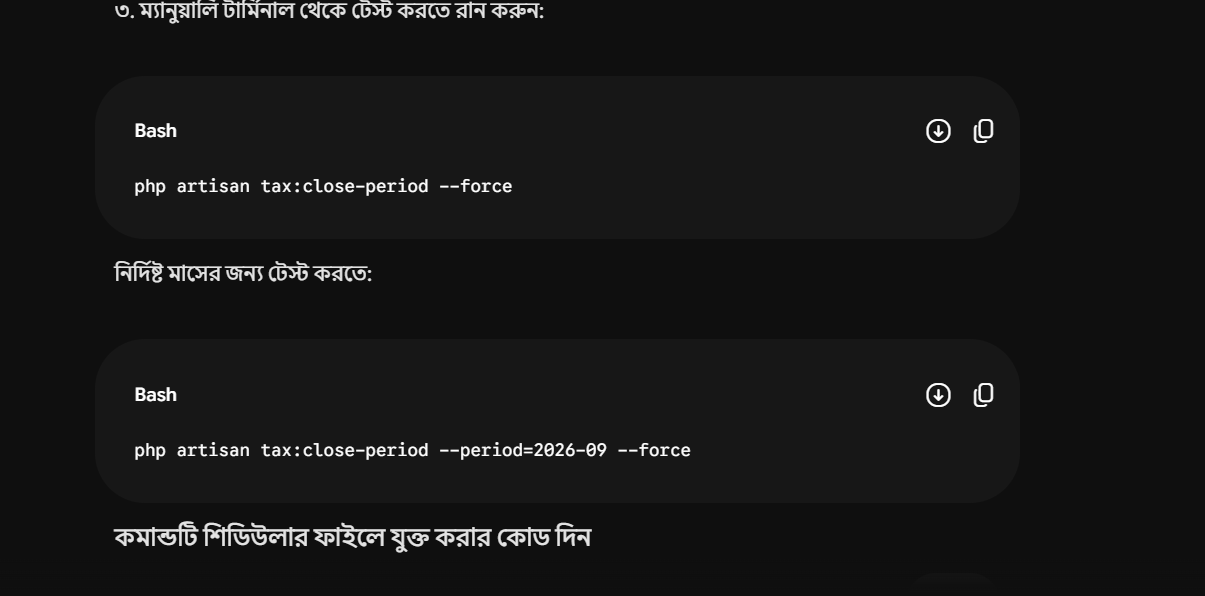 ৩. ম্যানুয়ালি টার্মিনাল থেকে টেস্ট করতে রান করুন:
Bash
php artisan tax:close-period --force
নির্দিষ্ট মাসের জন্য টেস্ট করতে:
Bash
php artisan tax:close-period --period=2026-09 --force
কমান্ডটি শিডিউলার ফাইলে যুক্ত করার কোড দিন